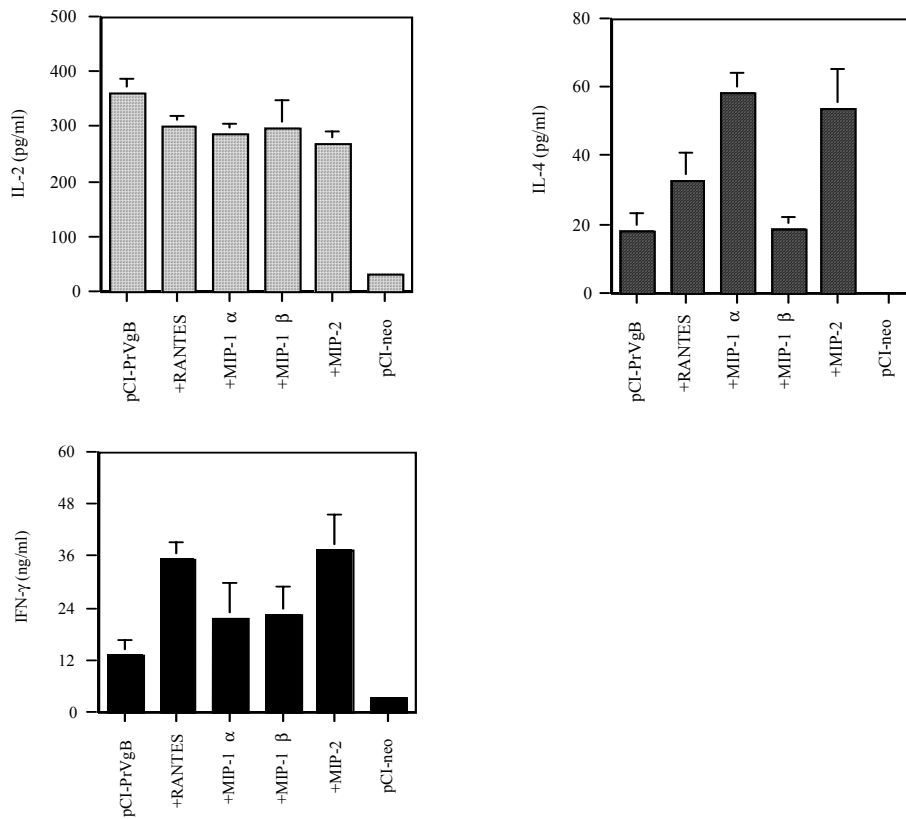 IL-2 (pg/ml)
500
400
300
200
100
0
pCI-PrVgB
+RANTES
+MIP-1 α
+MIP-1 β
+MIP-2
pCI-neo
IL-4 (pg/ml)
80
60
40
20
0
pCI-PrVgB
+RANTES
+MIP-1 α
+MIP-1 β
+MIP-2
pCI-neo
IFN-γ (ng/ml)
60
48
36
24
12
0
pCI-PrVgB
+RANTES
+MIP-1 α
+MIP-1 β
+MIP-2
pCI-neo